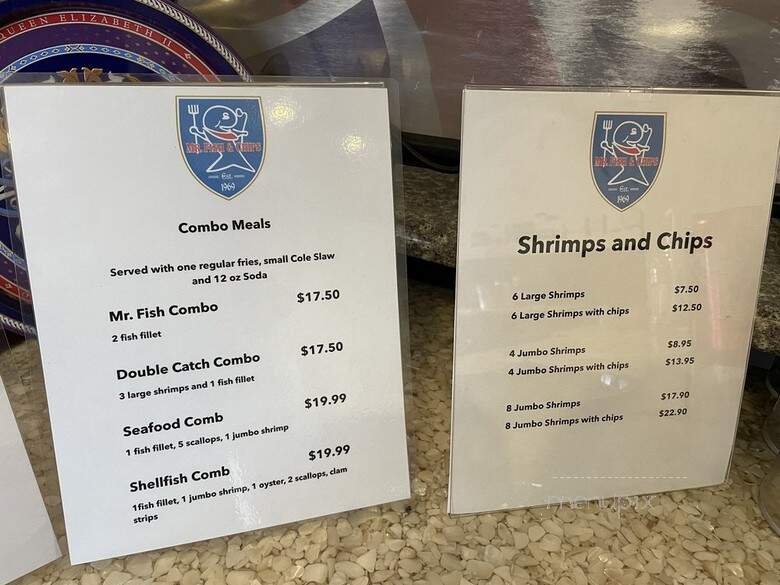 QUEEN ELIZABETH II
MR. FISH & CHIPS
Est.
1969
Combo Meals
Served with one regular fries, small Cole Slaw
and 12 oz Soda
Mr. Fish Combo $17.50
2 fish fillet
Double Catch Combo $17.50
3 large shrimps and 1 fish fillet
Seafood Comb $19.99
1 fish fillet, 5 scallops, 1 jumbo shrimp
Shellfish Comb $19.99
1fish fillet, 1 jumbo shrimp, 1 oyster, 2 scallops, clam
strips
MR. FISH & CHIPS
Est.
1969
Shrimps and Chips
6 Large Shrimps $7.50
6 Large Shrimps with chips $12.50
4 Jumbo Shrimps $8.95
4 Jumbo Shrimps with chips $13.95
8 Jumbo Shrimps $17.90
8 Jumbo Shrimps with chips $22.90
menupix